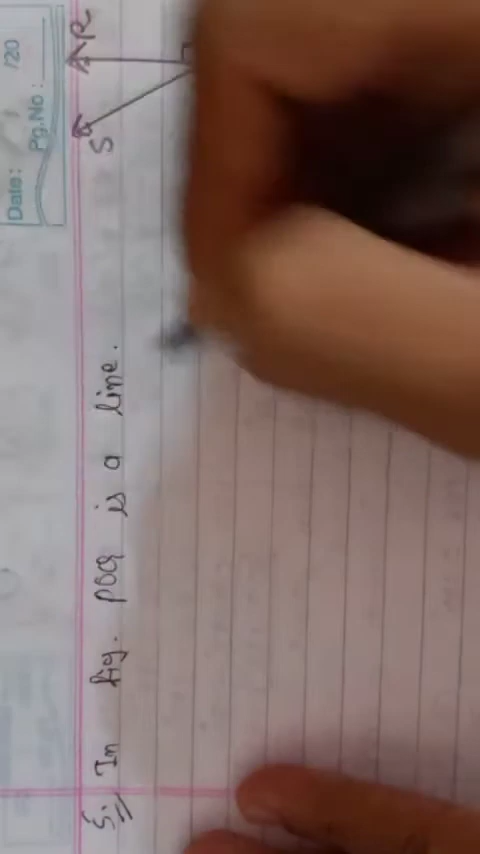 Date:
/20
Pg.No:
R
S
5. In fig. POQ is a line.